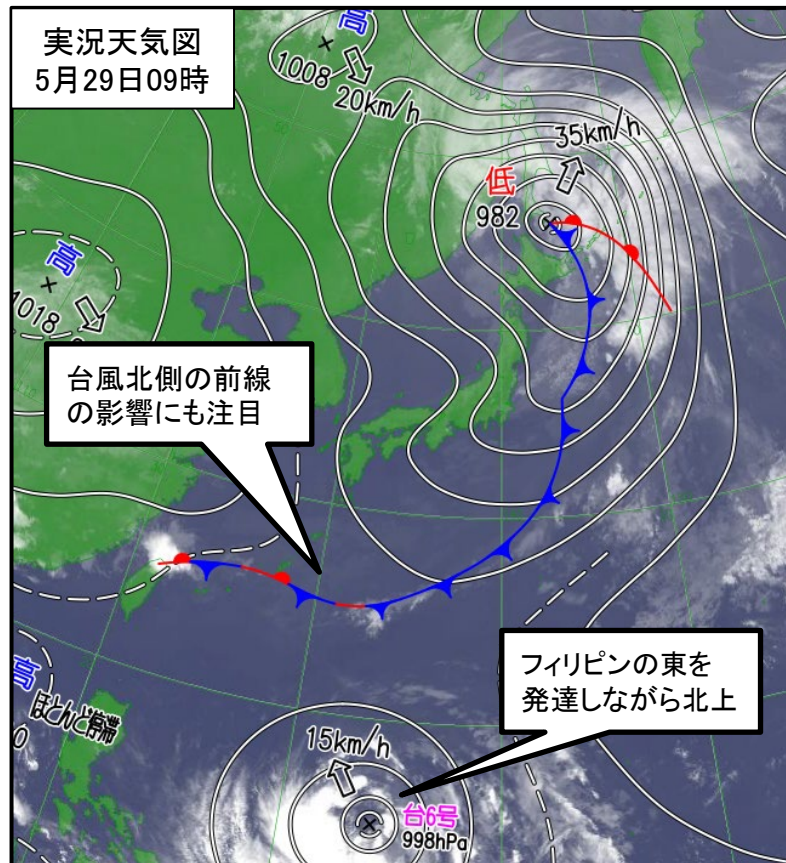 実況天気図
5月29日09時
高
1008
20km/h
35km/h
低
982
高
1018
台風北側の前線
の影響にも注目
フィリピンの東を
発達しながら北上
高
ほとんど停滞
0
15km/h
台6号
998hPa